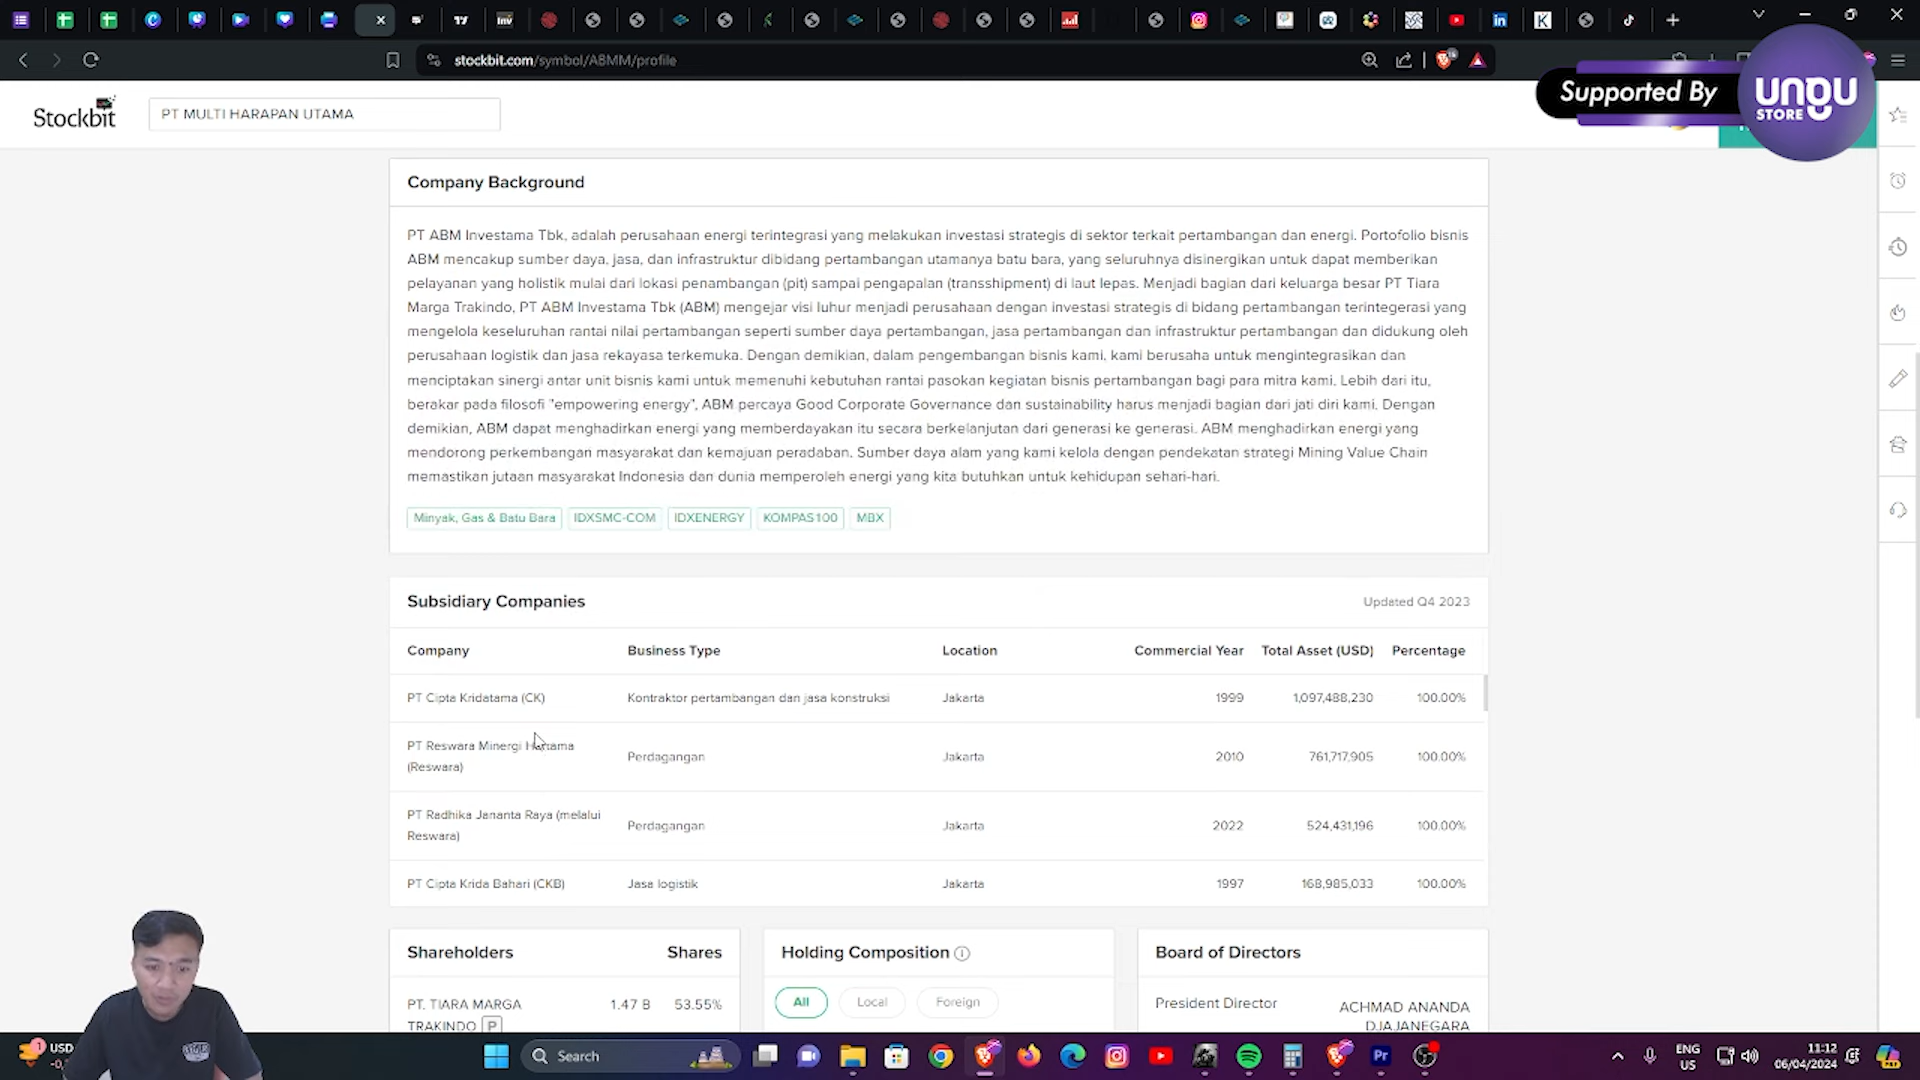 stockbit.com/symbol/ABMM/profile
Supported By
UNGU
STORE
Stockbit
PT MULTI HARAPAN UTAMA
Company Background
PT ABM Investama Tbk, adalah perusahaan energi terintegrasi yang melakukan investasi strategis di sektor terkait pertambangan dan energi. Portofolio bisnis
ABM mencakup sumber daya, jasa, dan infrastruktur dibidang pertambangan utamanya batu bara, yang seluruhnya disinergikan untuk dapat memberikan
pelayanan yang holistik mulai dari lokasi penambangan (pit) sampai pengapalan (transshipment) di laut lepas. Menjadi bagian dari keluarga besar PT Tiara
Marga Trakindo, PT ABM Investama Tbk (ABM) mengejar visi luhur menjadi perusahaan dengan investasi strategis di bidang pertambangan terintegerasi yang
mengelola keseluruhan rantai nilai pertambangan seperti sumber daya pertambangan, jasa pertambangan dan infrastruktur pertambangan dan didukung oleh
perusahaan logistik dan jasa rekayasa terkemuka. Dengan demikian, dalam pengembangan bisnis kami, kami berusaha untuk mengintegrasikan dan
menciptakan sinergi antar unit bisnis kami untuk memenuhi kebutuhan rantai pasokan kegiatan bisnis pertambangan bagi para mitra kami. Lebih dari itu,
berakar pada filosofi "empowering energy", ABM percaya Good Corporate Governance dan sustainability harus menjadi bagian dari jati diri kami. Dengan
demikian, ABM dapat menghadirkan energi yang memberdayakan itu secara berkelanjutan dari generasi ke generasi. ABM menghadirkan energi yang
mendorong perkembangan masyarakat dan kemajuan peradaban. Sumber daya alam yang kami kelola dengan pendekatan strategi Mining Value Chain
memastikan jutaan masyarakat Indonesia dan dunia memperoleh energi yang kita butuhkan untuk kehidupan sehari-hari.
Minyak, Gas & Batu Bara IDXSMC-COM IDXENERGY KOMPAS100 MBX
Subsidiary Companies Updated Q4 2023
Company Business Type Location Commercial Year Total Asset (USD) Percentage
PT Cipta Kridatama (CK) Kontraktor pertambangan dan jasa konstruksi Jakarta 1999 1,097,488,230 100.00%
PT Reswara Minergi Hartama
(Reswara) Perdagangan Jakarta 2010 761,717,905 100.00%
PT Radhika Jananta Raya (melalui
Reswara) Perdagangan Jakarta 2022 524,431,196 100.00%
PT Cipta Krida Bahari (CKB) Jasa logistik Jakarta 1997 168,985,033 100.00%
Shareholders Shares
PT. TIARA MARGA 1.47 B 53.55%
TRAKINDO P
Holding Composition
All Local Foreign
Board of Directors
President Director ACHMAD ANANDA
DJAJANEGARA
USD
Search
ENG
US
11:12
06/04/2024